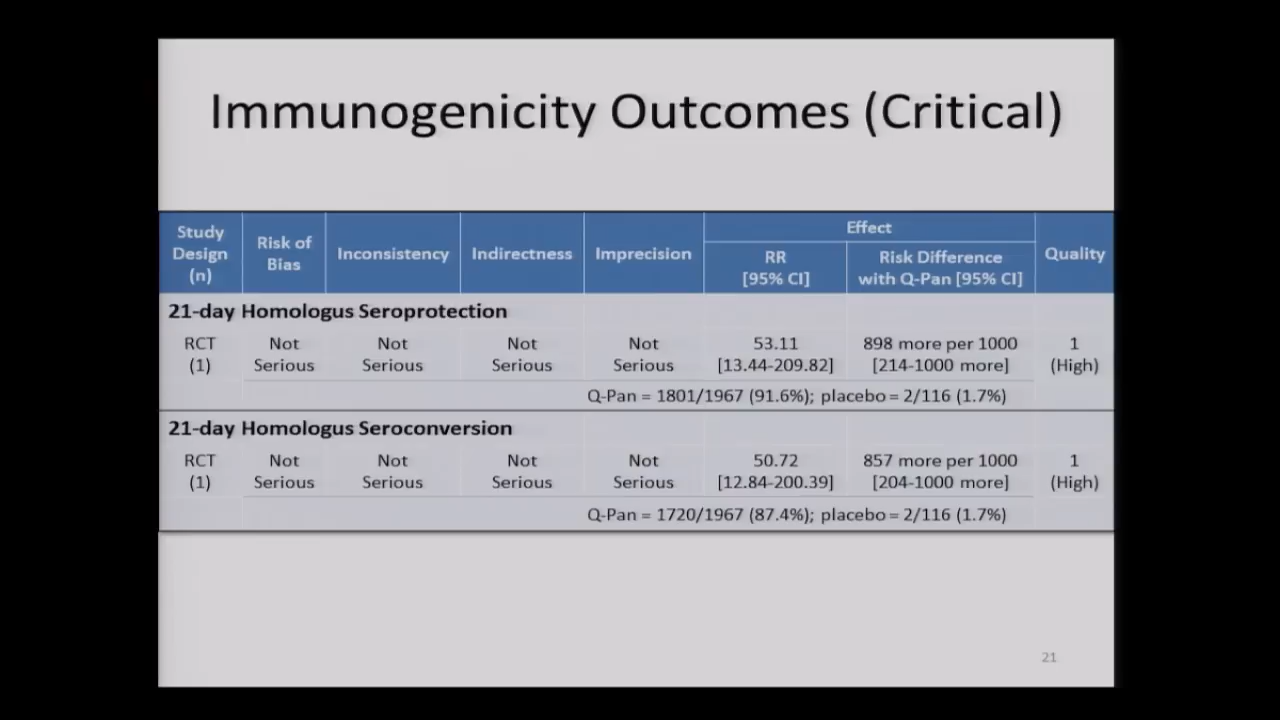 Immunogenicity Outcomes (Critical)
Study Design (n) Risk of Bias Inconsistency Indirectness Imprecision Effect Quality
RR [95% CI] Risk Difference with Q-Pan [95% CI]
21-day Homologus Seroprotection
RCT Not Not Not Not 53.11 898 more per 1000 1
(1) Serious Serious Serious Serious [13.44-209.82] [214-1000 more] (High)
Q-Pan = 1801/1967 (91.6%); placebo = 2/116 (1.7%)
21-day Homologus Seroconversion
RCT Not Not Not Not 50.72 857 more per 1000 1
(1) Serious Serious Serious Serious [12.84-200.39] [204-1000 more] (High)
Q-Pan = 1720/1967 (87.4%); placebo = 2/116 (1.7%)
21